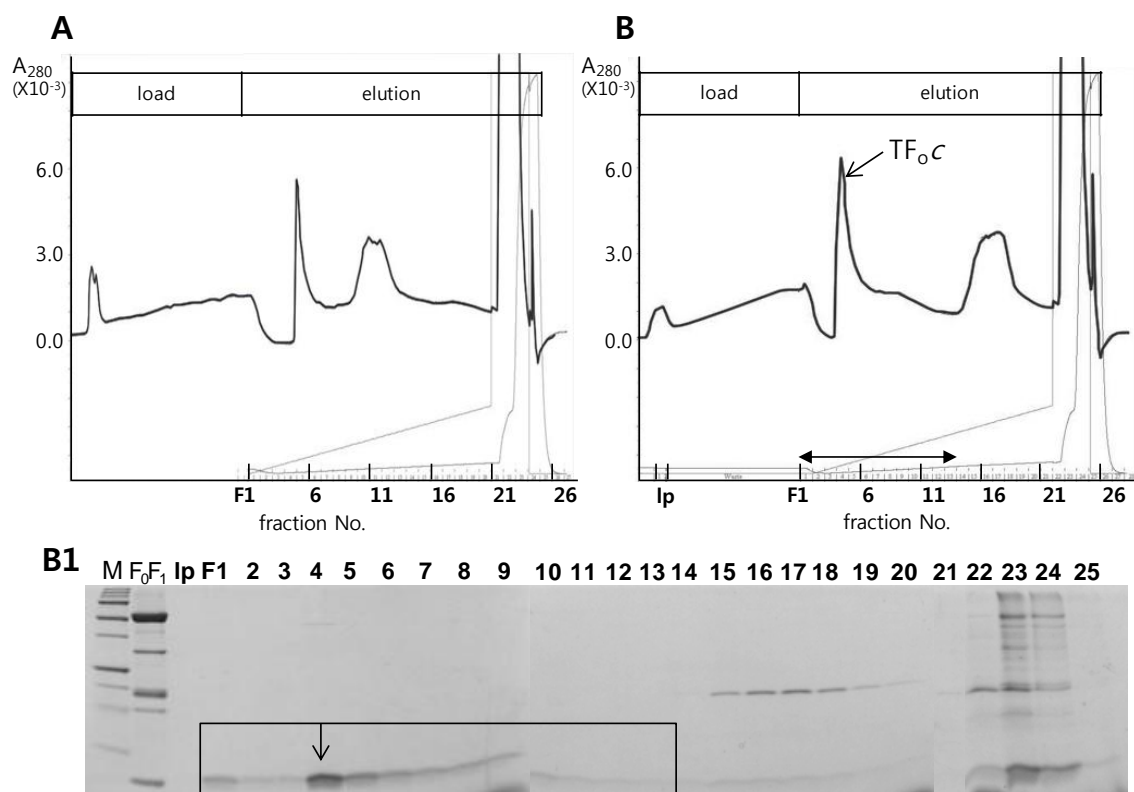 A
B
A280
(X10-3)
load
elution
A280
(X10-3)
load
elution
TFoc
6.0
3.0
0.0
6.0
3.0
0.0
Waste
F1 6 11 16 21 26
Ip F1 6 11 16 21 26
fraction No.
fraction No.
B1
M F0F1 Ip F1 2 3 4 5 6 7 8 9 10 11 12 13 14 15 16 17 18 19 20 21 22 23 24 25